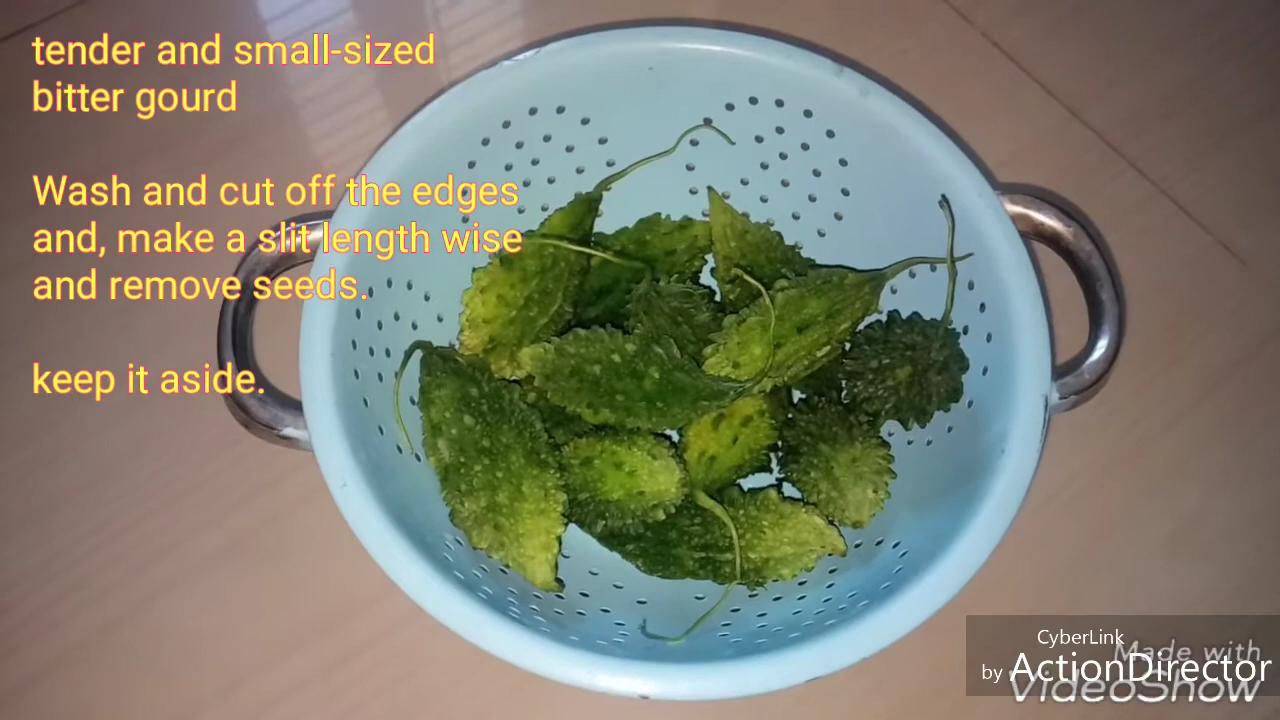 tender and small-sized
bitter gourd
Wash and cut off the edges
and, make a slit length wise
and remove seeds.
keep it aside.
CyberLink
Made with
by ActionDirector
VideoShow